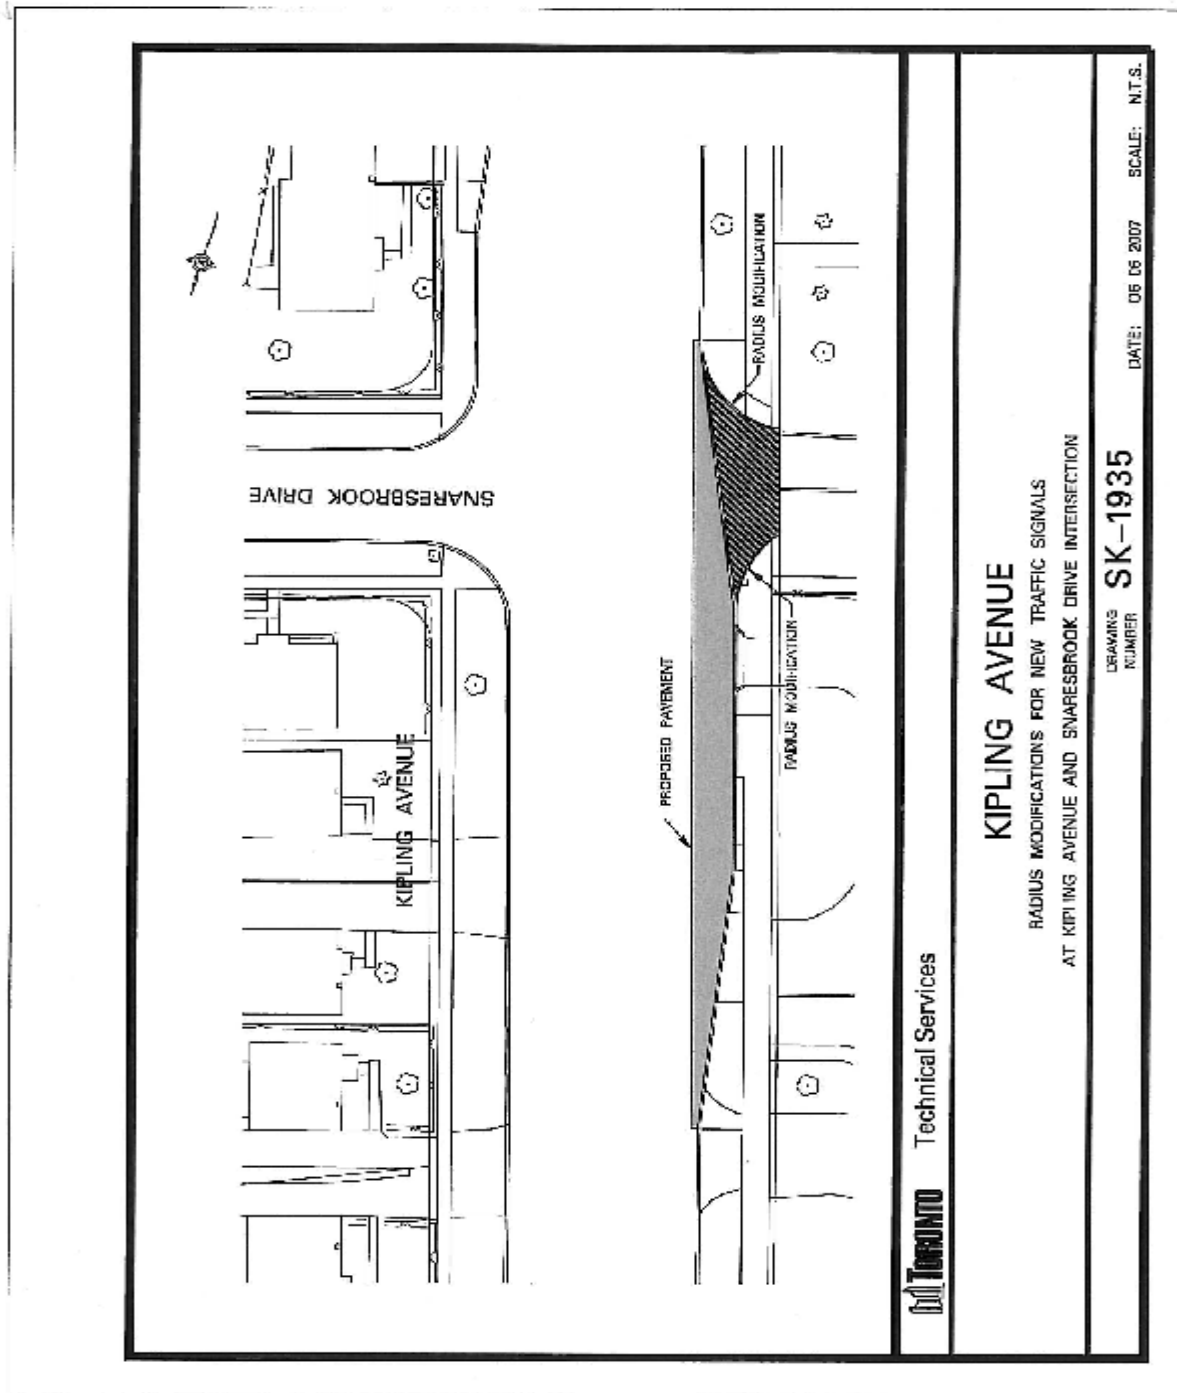 SNARESBROOK DRIVE
KIPLING AVENUE
RADIUS MODIFICATION
RADIUS MODIFICATION
PROPOSED PAVEMENT
TORONTO Technical Services
KIPLING AVENUE
RADIUS MODIFICATIONS FOR NEW TRAFFIC SIGNALS
AT KIPLING AVENUE AND SNARESBROOK DRIVE INTERSECTION
DRAWING NUMBER SK-1935 DATE: 06 06 2007 SCALE: N.T.S.